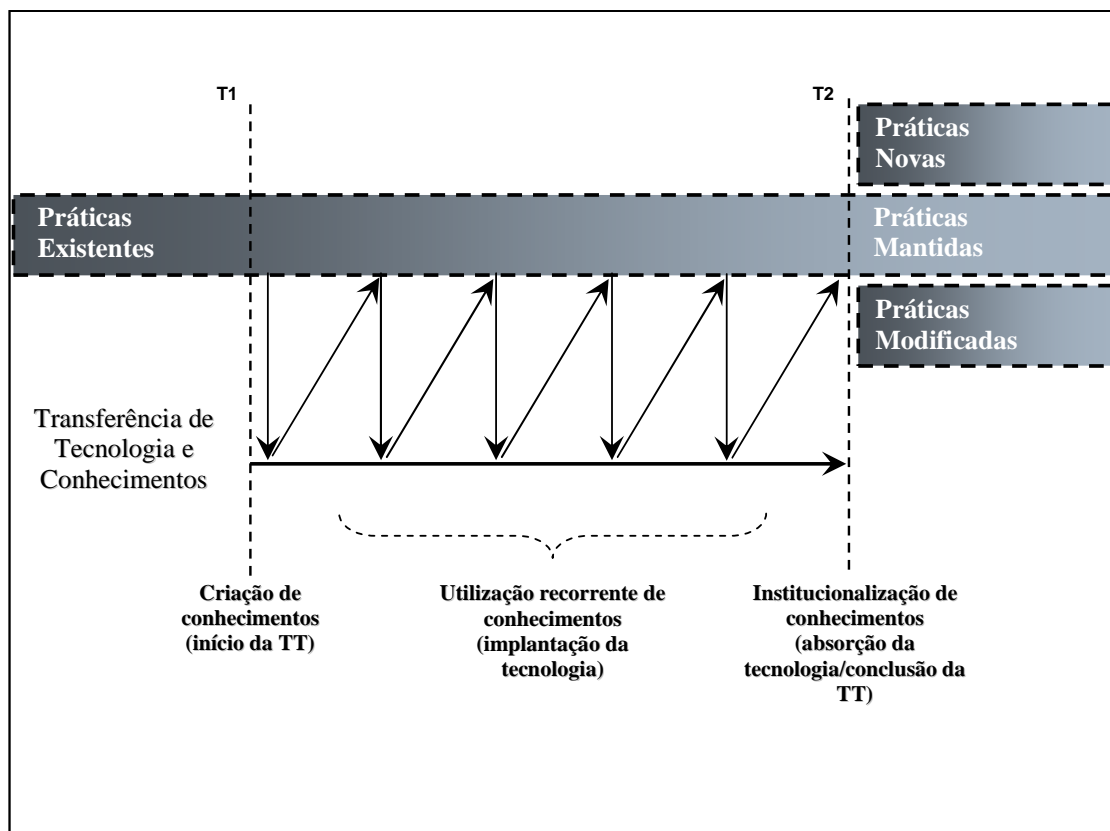 T1
T2
Práticas
Novas
Práticas
Existentes
Práticas
Mantidas
Práticas
Modificadas
Transferência de
Tecnologia e
Conhecimentos
Criação de
conhecimentos
(início da TT)
Utilização recorrente de
conhecimentos
(implantação da
tecnologia)
Institucionalização de
conhecimentos
(absorção da
tecnologia/conclusão da
TT)